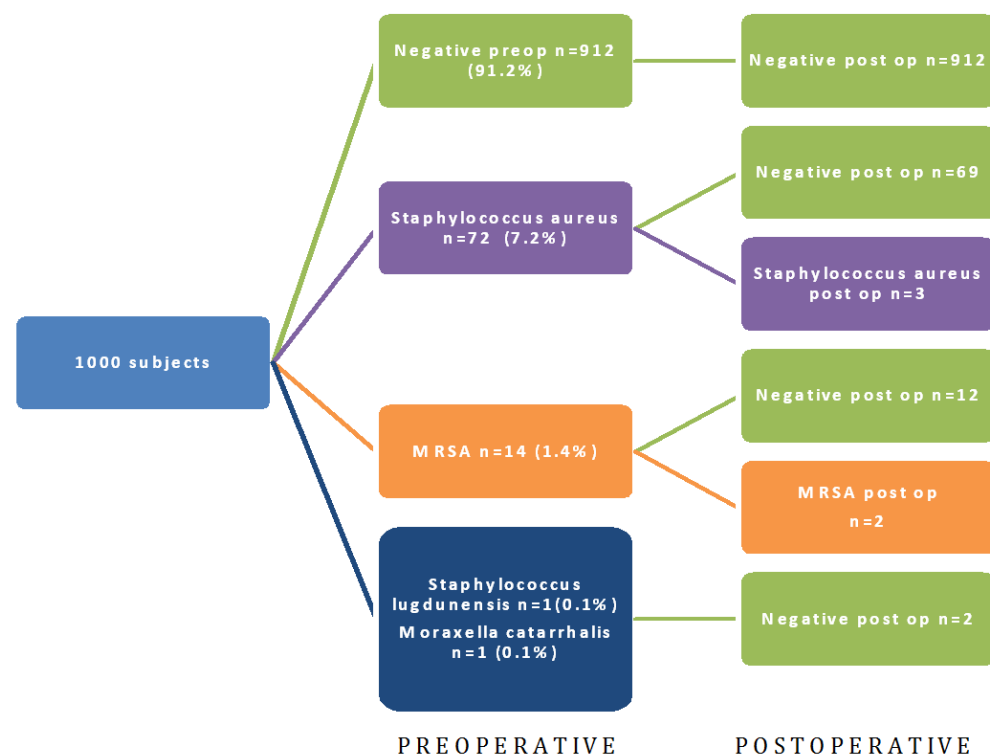 1000 subjects
Negative preop n=912
(91.2%)
Staphylococcus aureus
n=72 (7.2%)
MRSA n=14 (1.4%)
Staphylococcus
lugdunensis n=1(0.1%)
Moraxella catarrhalis
n=1 (0.1%)
Negative post op n=912
Negative post op n=69
Staphylococcus aureus
post op n=3
Negative post op n=12
MRSA post op
n=2
Negative post op n=2
PREOPERATIVE
POSTOPERATIVE